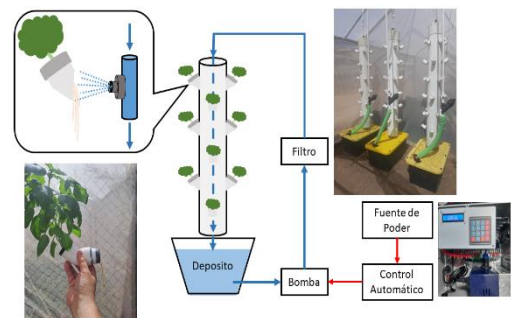 Filtro
Fuente de
Poder
Deposito
Bomba
Control
Automático